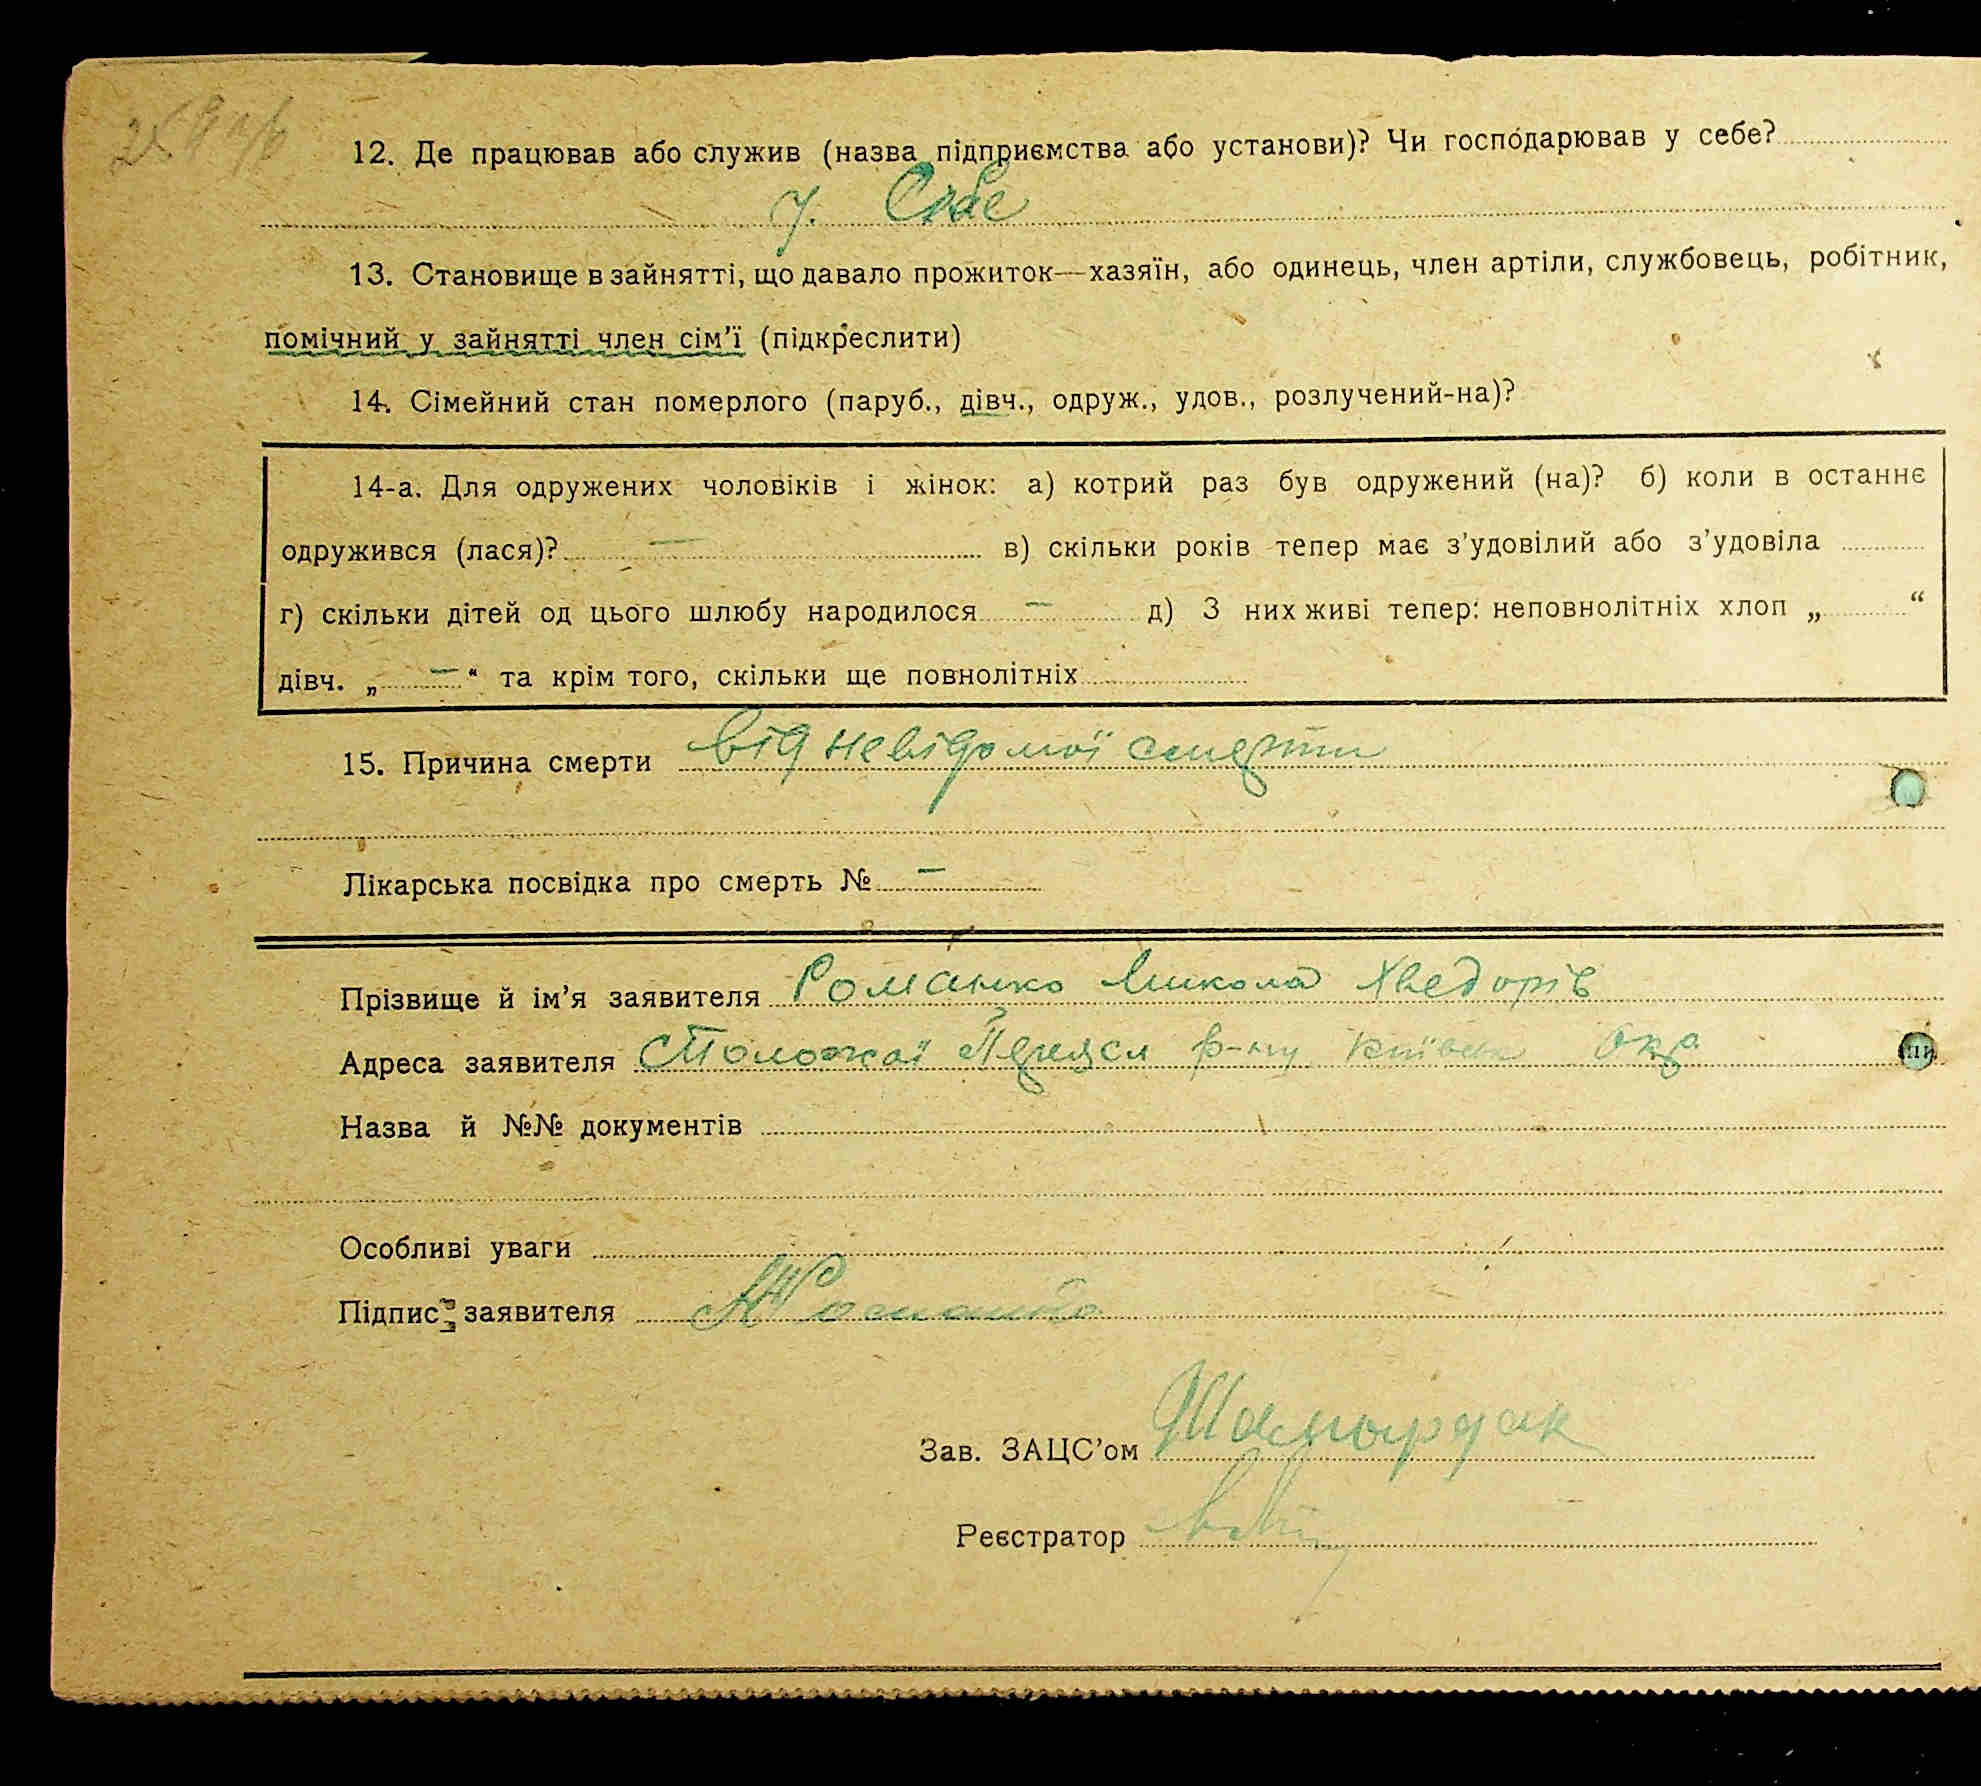 12. Де працював або служив (назва підприємства або установи)? Чи господарював у себе?
у. Себе
13. Становище в зайнятті, що давало прожиток—хазяїн, або одинець, член артіли, службовець, робітник,
помічний у зайнятті член сім’ї (підкреслити)
14. Сімейний стан померлого (паруб., дівч., одруж., удов., розлучений-на)?
14-а. Для одружених чоловіків і жінок: а) котрий раз був одружений (на)? б) коли в останнє
одружився (лася)? — в) скільки років тепер має з’удовілий або з’удовіла
г) скільки дітей од цього шлюбу народилося — д) З них живі тепер: неповнолітніх хлоп „ “
дівч. „ — “ та крім того, скільки ще повнолітніх
15. Причина смерти від невідомої смерти
Лікарська посвідка про смерть № —
Прізвище й ім’я заявителя Романко Микола Хведорів
Адреса заявителя Р-ну Київськ Окр
Назва й №№ документів
Особливі уваги
Підпис заявителя
Зав. ЗАЦС’ом
Реєстратор